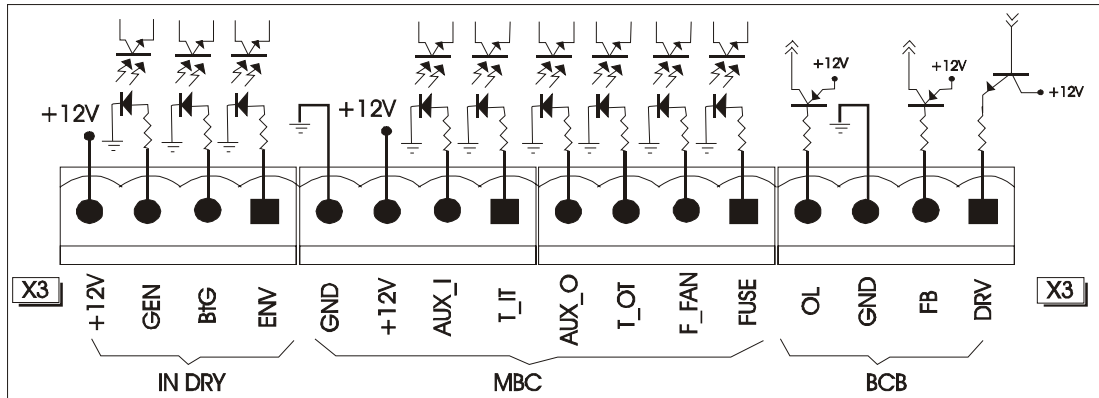 +12V
+12V
+12V
+12V
+12V
X3
+12V
GEN
BtG
ENV
GND
+12V
AUX_I
T_IT
AUX_O
T_OT
F_FAN
FUSE
OL
GND
FB
DRV
X3
IN DRY
MBC
BCB